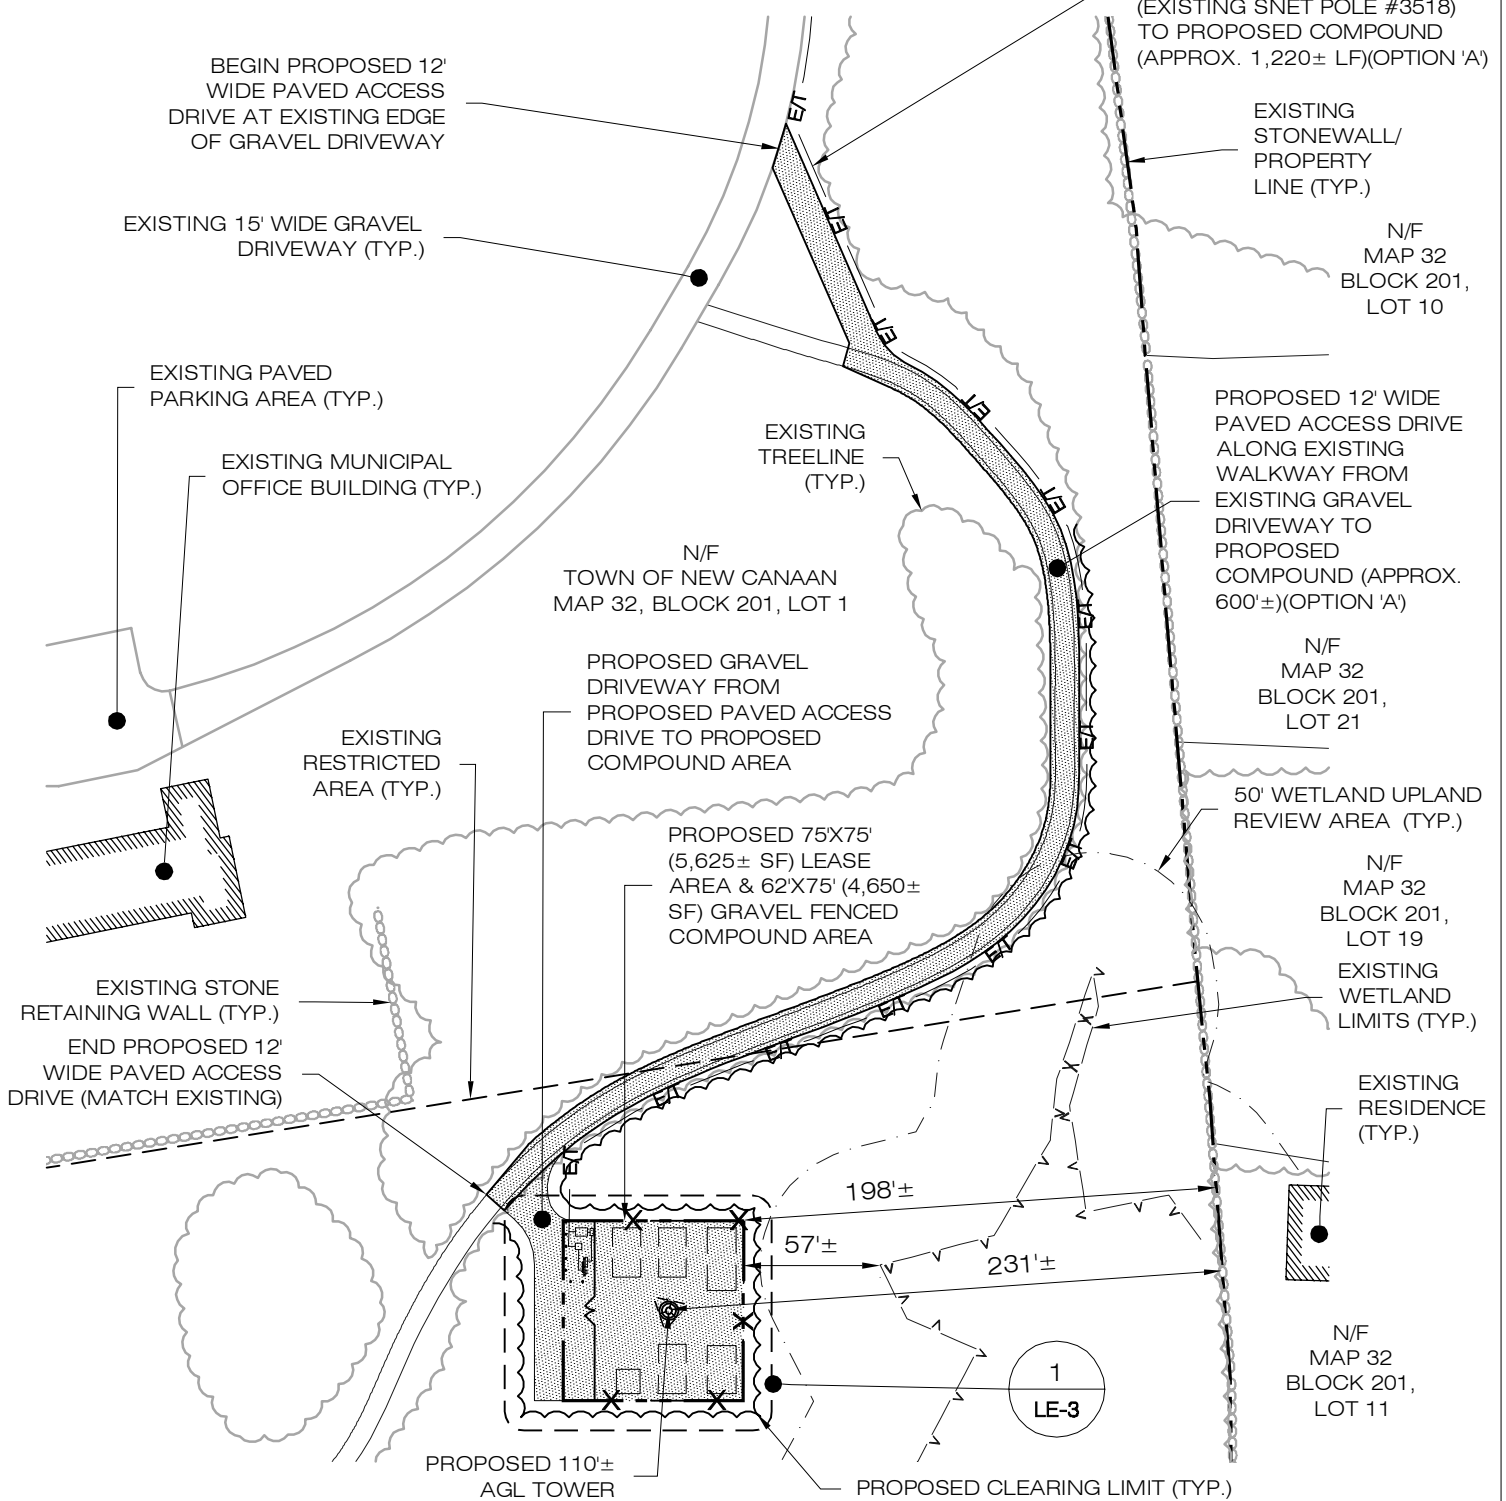 (EXISTING SNET POLE #3518)
TO PROPOSED COMPOUND
(APPROX. 1,220± LF)(OPTION 'A')
BEGIN PROPOSED 12'
WIDE PAVED ACCESS
DRIVE AT EXISTING EDGE
OF GRAVEL DRIVEWAY
E/T
EXISTING
STONEWALL/
PROPERTY
LINE (TYP.)
EXISTING 15' WIDE GRAVEL
DRIVEWAY (TYP.)
E/T
N/F
MAP 32
BLOCK 201,
LOT 10
E/T
EXISTING PAVED
PARKING AREA (TYP.)
E/T
PROPOSED 12' WIDE
PAVED ACCESS DRIVE
ALONG EXISTING
WALKWAY FROM
EXISTING GRAVEL
DRIVEWAY TO
PROPOSED
COMPOUND (APPROX.
600'±)(OPTION 'A')
EXISTING
TREELINE
(TYP.)
EXISTING MUNICIPAL
OFFICE BUILDING (TYP.)
E/T
N/F
TOWN OF NEW CANAAN
MAP 32, BLOCK 201, LOT 1
E/T
N/F
MAP 32
BLOCK 201,
LOT 21
PROPOSED GRAVEL
DRIVEWAY FROM
PROPOSED PAVED ACCESS
DRIVE TO PROPOSED
COMPOUND AREA
E/T
EXISTING
RESTRICTED
AREA (TYP.)
50' WETLAND UPLAND
REVIEW AREA (TYP.)
PROPOSED 75'X75'
(5,625± SF) LEASE
AREA & 62'X75' (4,650±
SF) GRAVEL FENCED
COMPOUND AREA
E/T
N/F
MAP 32
BLOCK 201,
LOT 19
E/T
EXISTING
WETLAND
LIMITS (TYP.)
EXISTING STONE
RETAINING WALL (TYP.)
E/T
END PROPOSED 12'
WIDE PAVED ACCESS
DRIVE (MATCH EXISTING)
E/T
E/T
EXISTING
RESIDENCE
(TYP.)
E/T
198'±
57'±
231'±
N/F
MAP 32
BLOCK 201,
LOT 11
1
LE-3
PROPOSED 110'±
AGL TOWER
PROPOSED CLEARING LIMIT (TYP.)